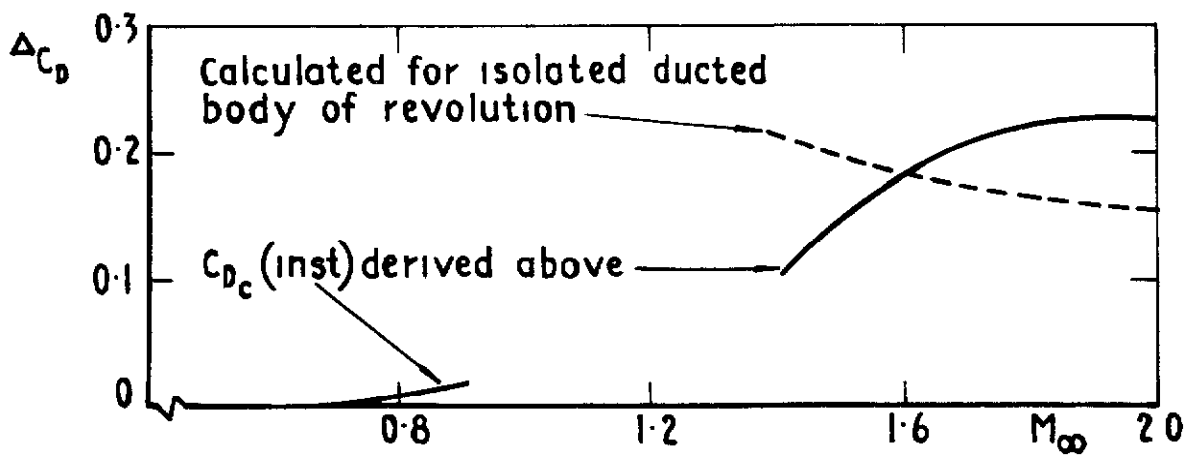 ΔC_D
0·3
Calculated for isolated ducted
body of revolution
0·2
C_Dc (inst) derived above
0·1
0
0·8
1·2
1·6
M∞
2 0